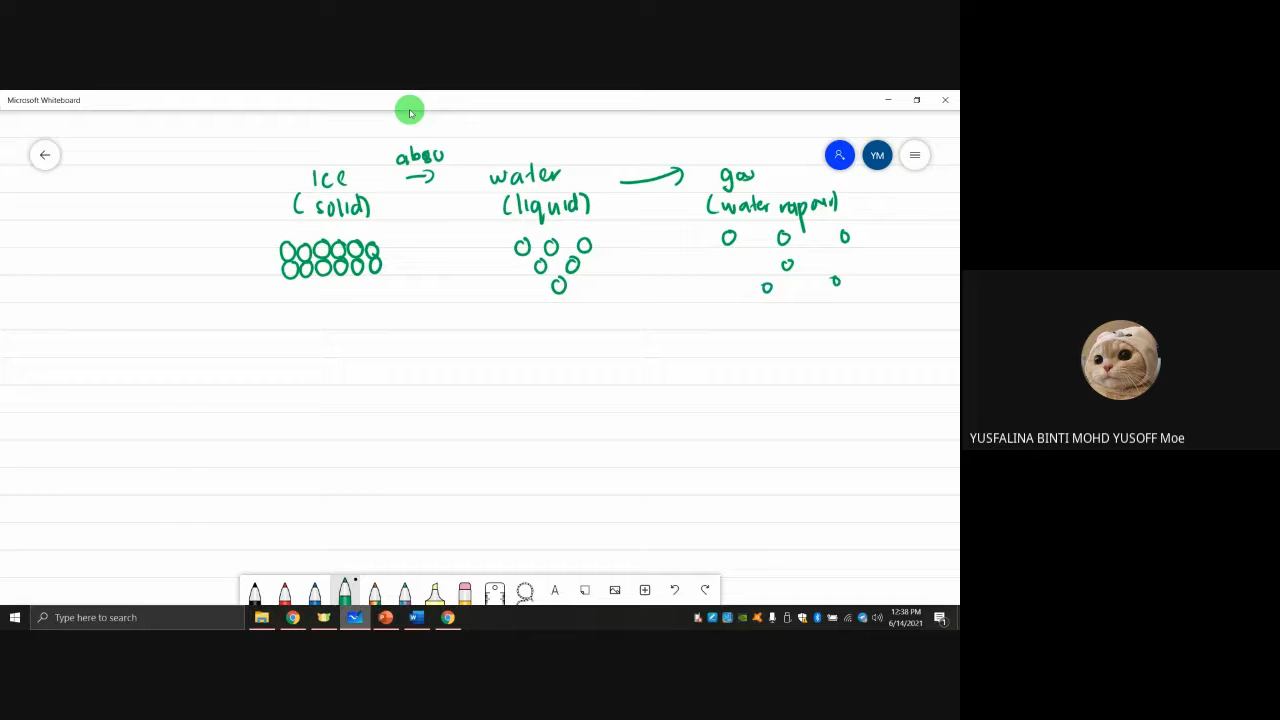 Microsoft Whiteboard
YM
abso
Ice
water
gas
(solid)
(liquid)
(water vapour)
YUSFALINA BINTI MOHD YUSOFF Moe
A
Type here to search
12:38 PM
6/14/2021